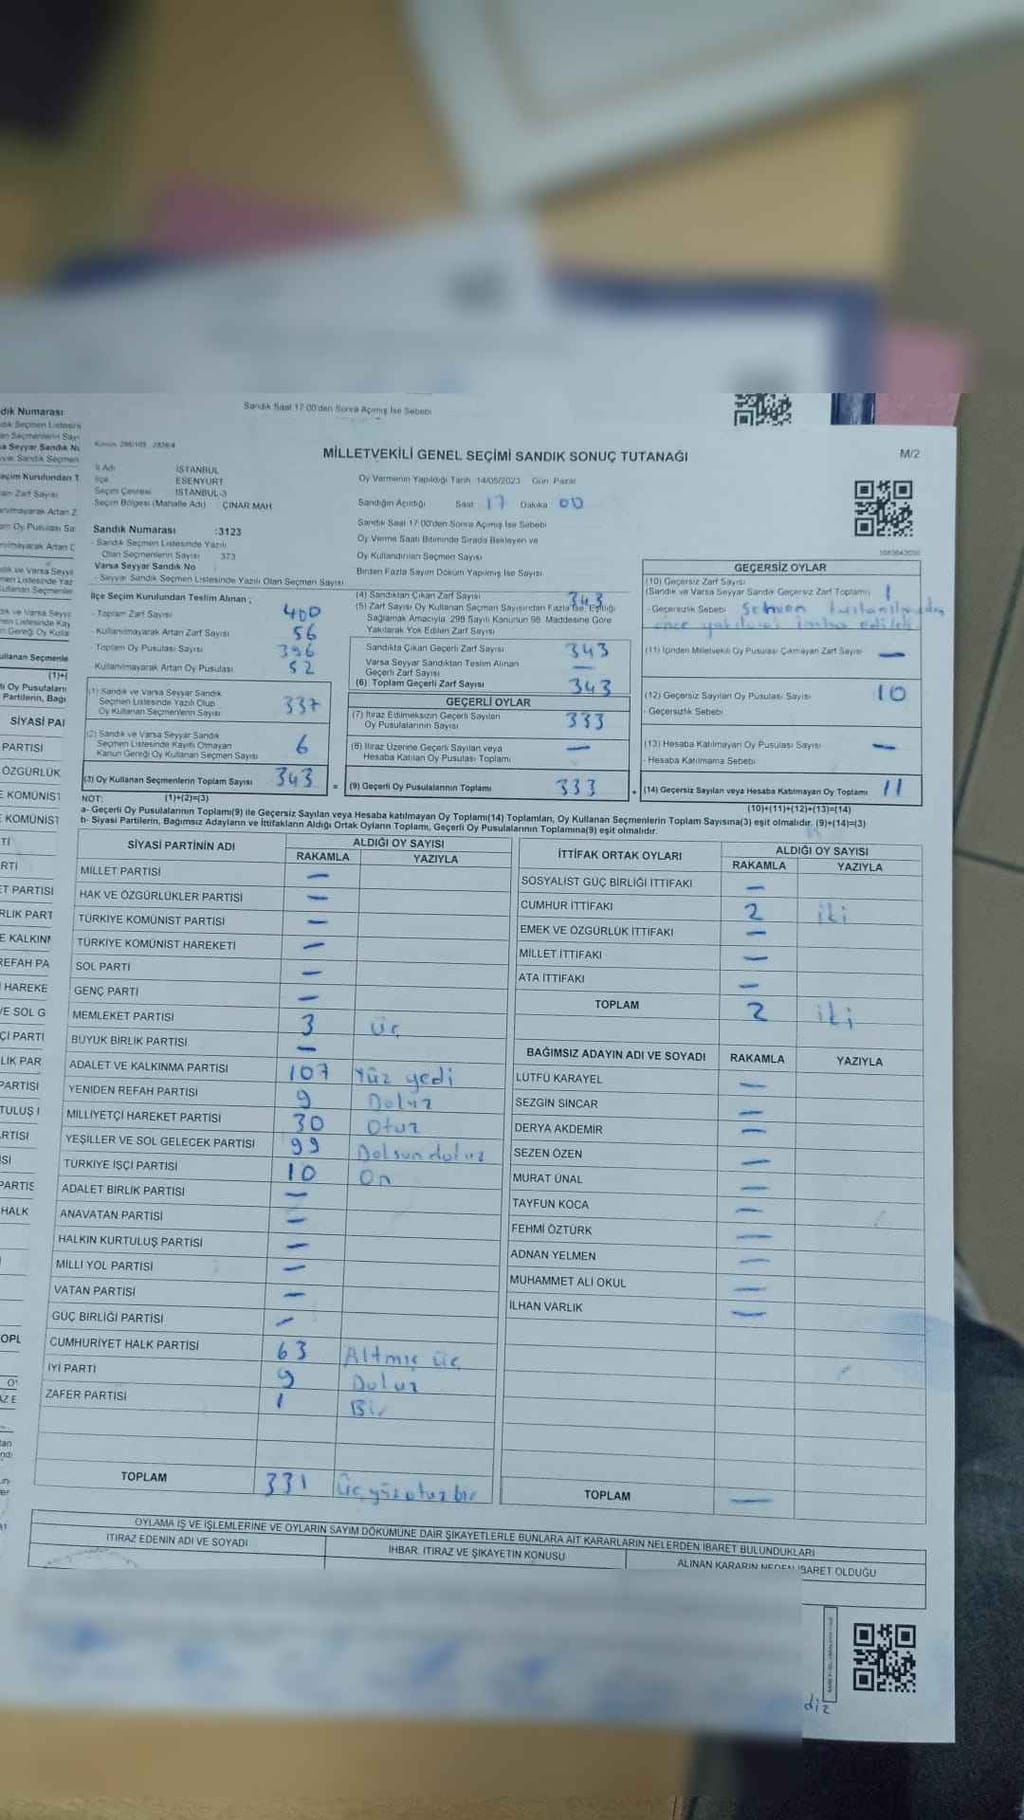 Sandık Saat 17:00'den Sonra Açımış İse Sebebi
Kanun 298/105, 2839/4
MİLLETVEKİLİ GENEL SEÇİMİ SANDIK SONUÇ TUTANAĞI
M/2
İl Adı İSTANBUL
İlçe ESENYURT
Seçim Çevresi İSTANBUL-3
Seçim Bölgesi (Mahalle Adı) ÇINAR MAH
Oy Vermenin Yapıldığı Tarih 14/05/2023 Gün Pazar
Sandığın Açıldığı Saat 17 Dakika 00
Sandık Saat 17:00'den Sonra Açımış İse Sebebi
Oy Verme Saati Bitiminde Sırada Bekleyen ve
Oy Kullandırılan Seçmen Sayısı
Birden Fazla Sayım Döküm Yapılmış İse Sayısı
Sandık Numarası :3123
- Sandık Seçmen Listesinde Yazılı
Olan Seçmenlerin Sayısı 373
Varsa Seyyar Sandık No
- Seyyar Sandık Seçmen Listesinde Yazılı Olan Seçmen Sayısı
İlçe Seçim Kurulundan Teslim Alınan ;
- Toplam Zarf Sayısı 400
- Kullanılmayarak Artan Zarf Sayısı 56
- Toplam Oy Pusulası Sayısı 396
Kullanılmayarak Artan Oy Pusulası 52
(1) Sandık ve Varsa Seyyar Sandık
Seçmen Listesinde Yazılı Olup
Oy Kullanan Seçmenlerin Sayısı 337
(2) Sandık ve Varsa Seyyar Sandık
Seçmen Listesinde Kayıtlı Olmayan
Kanun Gereği Oy Kullanan Seçmen Sayısı 6
(3) Oy Kullanan Seçmenlerin Toplam Sayısı 343
(4) Sandıktan Çıkan Zarf Sayısı 343
(5) Zarf Sayısı Oy Kullanan Seçmen Sayısından Fazla İse, Eşitliği
Sağlamak Amacıyla, 298 Sayılı Kanunun 98. Maddesine Göre
Yakılarak Yok Edilen Zarf Sayısı
Sandıkta Çıkan Geçerli Zarf Sayısı 343
Varsa Seyyar Sandıktan Teslim Alınan
Geçerli Zarf Sayısı —
(6) Toplam Geçerli Zarf Sayısı 343
GEÇERLİ OYLAR
(7) İtiraz Edilmeksizin Geçerli Sayılan
Oy Pusulalarının Sayısı 333
(8) İtiraz Üzerine Geçerli Sayılan veya
Hesaba Katılan Oy Pusulası Toplamı —
= (9) Geçerli Oy Pusulalarının Toplamı 333
GEÇERSİZ OYLAR
(10) Geçersiz Zarf Sayısı
(Sandık ve Varsa Seyyar Sandık Geçersiz Zarf Toplamı) 1
- Geçersizlik Sebebi Sehven
önce imha edildi
(11) İçinden Milletvekili Oy Pusulası Çıkmayan Zarf Sayısı —
(12) Geçersiz Sayılan Oy Pusulası Sayısı 10
- Geçersizlik Sebebi
(13) Hesaba Katılmayan Oy Pusulası Sayısı —
- Hesaba Katılmama Sebebi
+ (14) Geçersiz Sayılan veya Hesaba Katılmayan Oy Toplamı 11
NOT: (1)+(2)=(3)
(10)+(11)+(12)+(13)=(14)
a- Geçerli Oy Pusulalarının Toplamı(9) ile Geçersiz Sayılan veya Hesaba Katılmayan Oy Toplamı(14) Toplamları, Oy Kullanan Seçmenlerin Toplam Sayısına(3) eşit olmalıdır. (9)+(14)=(3)
b- Siyasi Partilerin, Bağımsız Adayların ve İttifakların Aldığı Ortak Oyların Toplamı, Geçerli Oy Pusulalarının Toplamına(9) eşit olmalıdır.
SİYASİ PARTİNİN ADI ALDIĞI OY SAYISI
RAKAMLA YAZIYLA
MİLLET PARTİSİ —
HAK VE ÖZGÜRLÜKLER PARTİSİ —
TÜRKİYE KOMÜNİST PARTİSİ —
TÜRKİYE KOMÜNİST HAREKETİ —
SOL PARTİ —
GENÇ PARTİ —
MEMLEKET PARTİSİ 3 üç
BÜYÜK BİRLİK PARTİSİ —
ADALET VE KALKINMA PARTİSİ 107 Yüz yedi
YENİDEN REFAH PARTİSİ 9 Dokuz
MİLLİYETÇİ HAREKET PARTİSİ 30 Otuz
YEŞİLLER VE SOL GELECEK PARTİSİ 99 Doksan dokuz
TÜRKİYE İŞÇİ PARTİSİ 10 On
ADALET BİRLİK PARTİSİ —
ANAVATAN PARTİSİ —
HALKIN KURTULUŞ PARTİSİ —
MİLLİ YOL PARTİSİ —
VATAN PARTİSİ —
GÜÇ BİRLİĞİ PARTİSİ —
CUMHURİYET HALK PARTİSİ 63 Altmış üç
İYİ PARTİ 9 Dokuz
ZAFER PARTİSİ 1 Bir
TOPLAM 331 üç yüz otuz bir
İTTİFAK ORTAK OYLARI ALDIĞI OY SAYISI
RAKAMLA YAZIYLA
SOSYALİST GÜÇ BİRLİĞİ İTTİFAKI —
CUMHUR İTTİFAKI 2 iki
EMEK VE ÖZGÜRLÜK İTTİFAKI —
MİLLET İTTİFAKI —
ATA İTTİFAKI —
TOPLAM 2 iki
BAĞIMSIZ ADAYIN ADI VE SOYADI RAKAMLA YAZIYLA
LÜTFÜ KARAYEL —
SEZGİN SİNCAR —
DERYA AKDEMİR —
SEZEN ÖZEN —
MURAT ÜNAL —
TAYFUN KOCA —
FEHMİ ÖZTÜRK —
ADNAN YELMEN —
MUHAMMET ALİ OKUL —
İLHAN VARLIK —
TOPLAM —
OYLAMA İŞ VE İŞLEMLERİNE VE OYLARIN SAYIM DÖKÜMÜNE DAİR ŞİKAYETLERLE BUNLARA AİT KARARLARIN NELERDEN İBARET BULUNDUKLARI
İTİRAZ EDENİN ADI VE SOYADI
İHBAR, İTİRAZ VE ŞİKAYETİN KONUSU
ALINAN KARARIN NEDEN İBARET OLDUĞU
diz